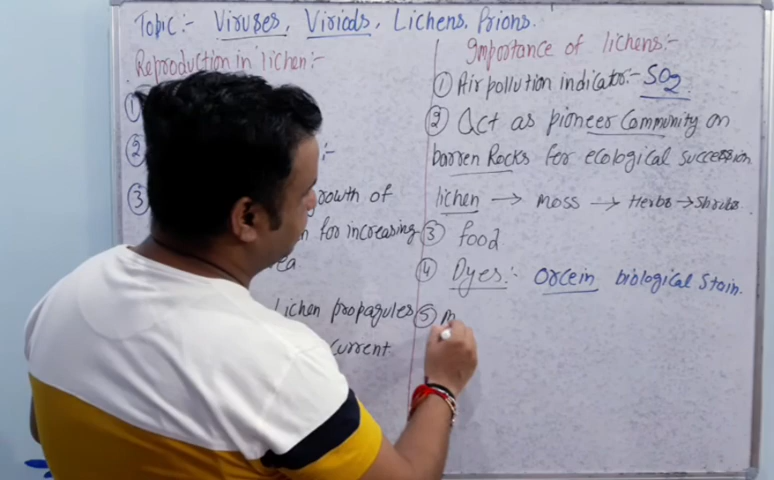 Topic:- Viruses, Viriods, Lichens, Prions.
Reproduction in lichen:-
①
②
:-
③
growth of
for increasing
Lichen propagules
current
Importance of lichens:-
① Air pollution indicator:- SO2
② Act as pioneer Community on
barren Rocks for ecological succession
lichen → moss → Herbs → Shrubs.
③ food
④ Dyes:- Orcein biological Stain.
⑤